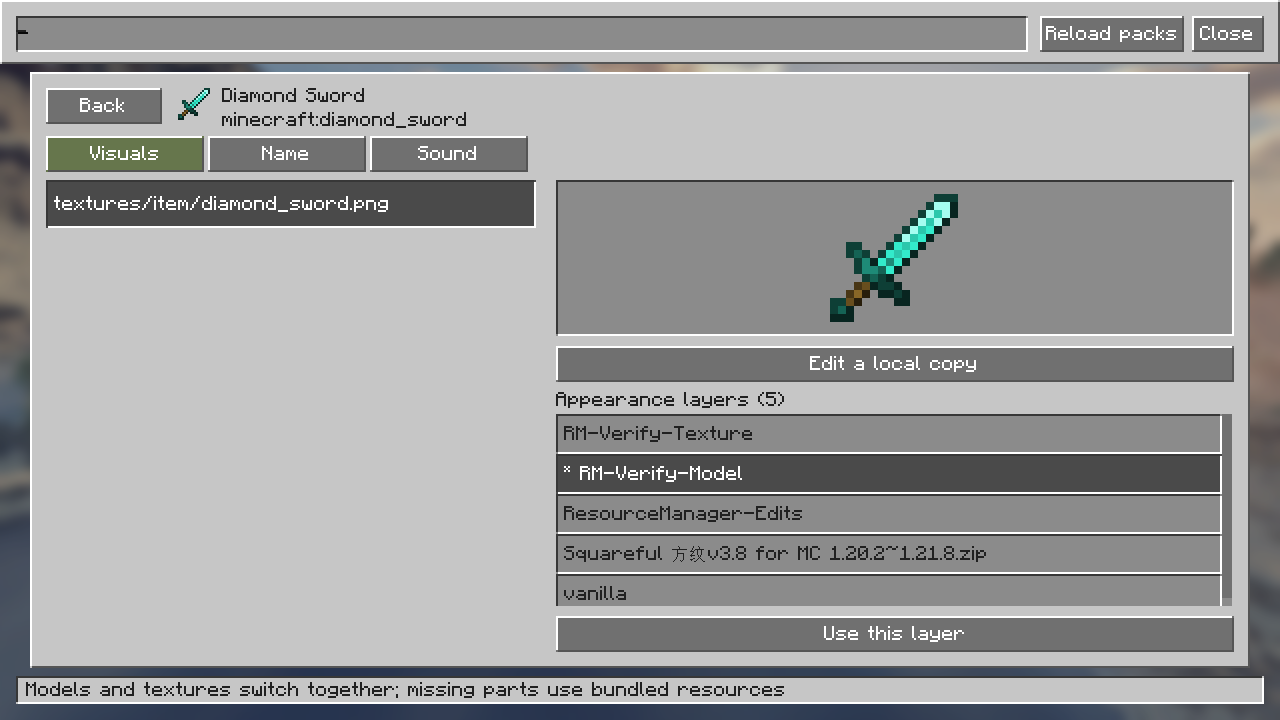 Reload packs
Close
Back
Diamond Sword
minecraft:diamond_sword
Visuals
Name
Sound
textures/item/diamond_sword.png
Edit a local copy
Appearance layers (5)
RM-Verify-Texture
* RM-Verify-Model
ResourceManager-Edits
Squareful 方纹v3.8 for MC 1.20.2~1.21.8.zip
vanilla
Use this layer
Models and textures switch together; missing parts use bundled resources